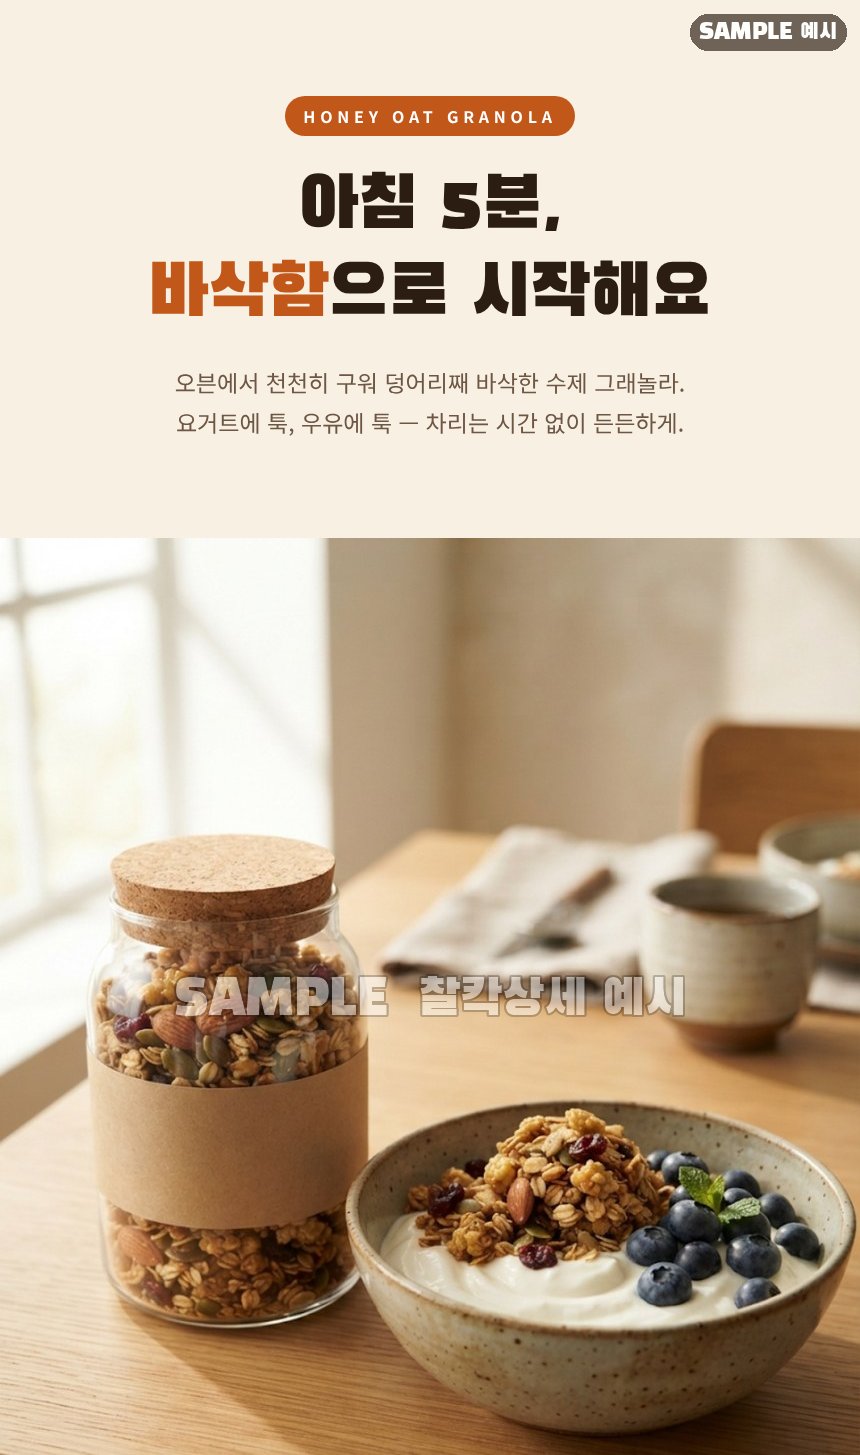 SAMPLE 예시
HONEY OAT GRANOLA
아침 5분,
바삭함으로 시작해요
오븐에서 천천히 구워 덩어리째 바삭한 수제 그래놀라.
요거트에 툭, 우유에 툭 — 차리는 시간 없이 든든하게.
SAMPLE 찰칵상세 예시